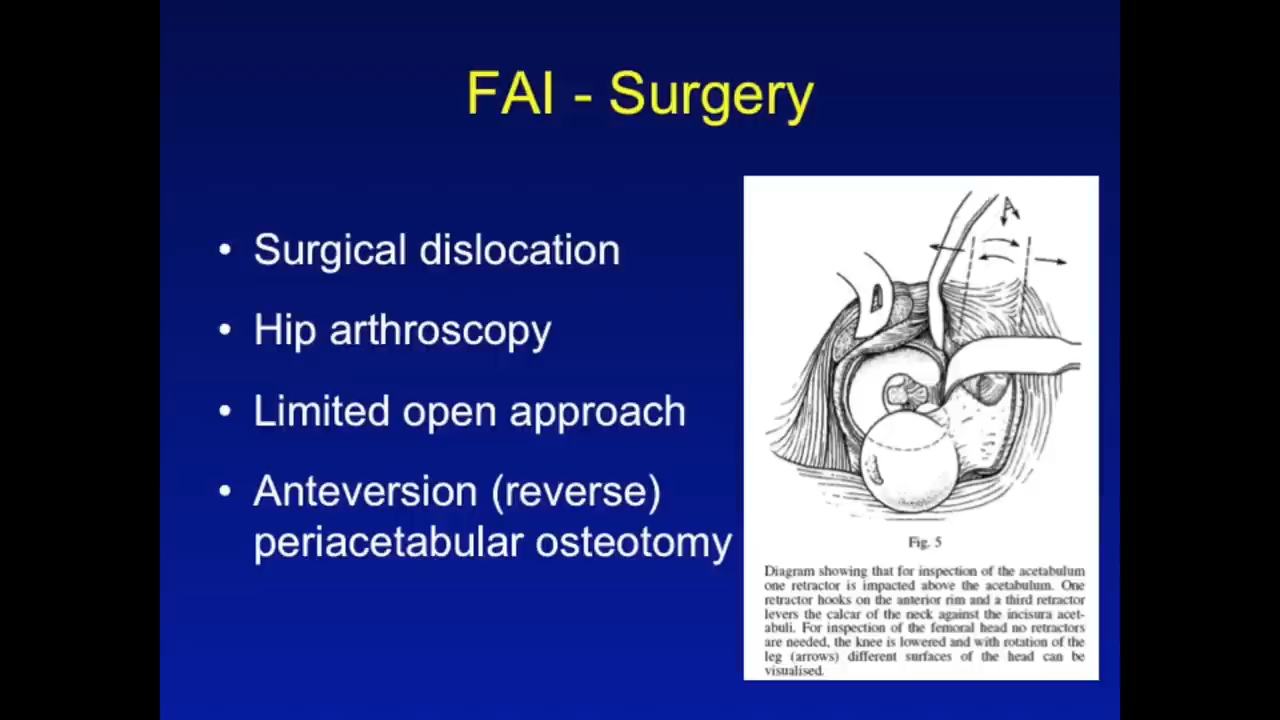 FAI - Surgery
• Surgical dislocation
• Hip arthroscopy
• Limited open approach
• Anteversion (reverse)
periacetabular osteotomy
Fig. 5
Diagram showing that for inspection of the acetabulum
one retractor is impacted above the acetabulum. One
retractor hooks on the anterior rim and a third retractor
levers the calcar of the neck against the incisura acet-
abuli. For inspection of the femoral head no retractors
are needed, the knee is lowered and with rotation of the
leg (arrows) different surfaces of the head can be
visualised.